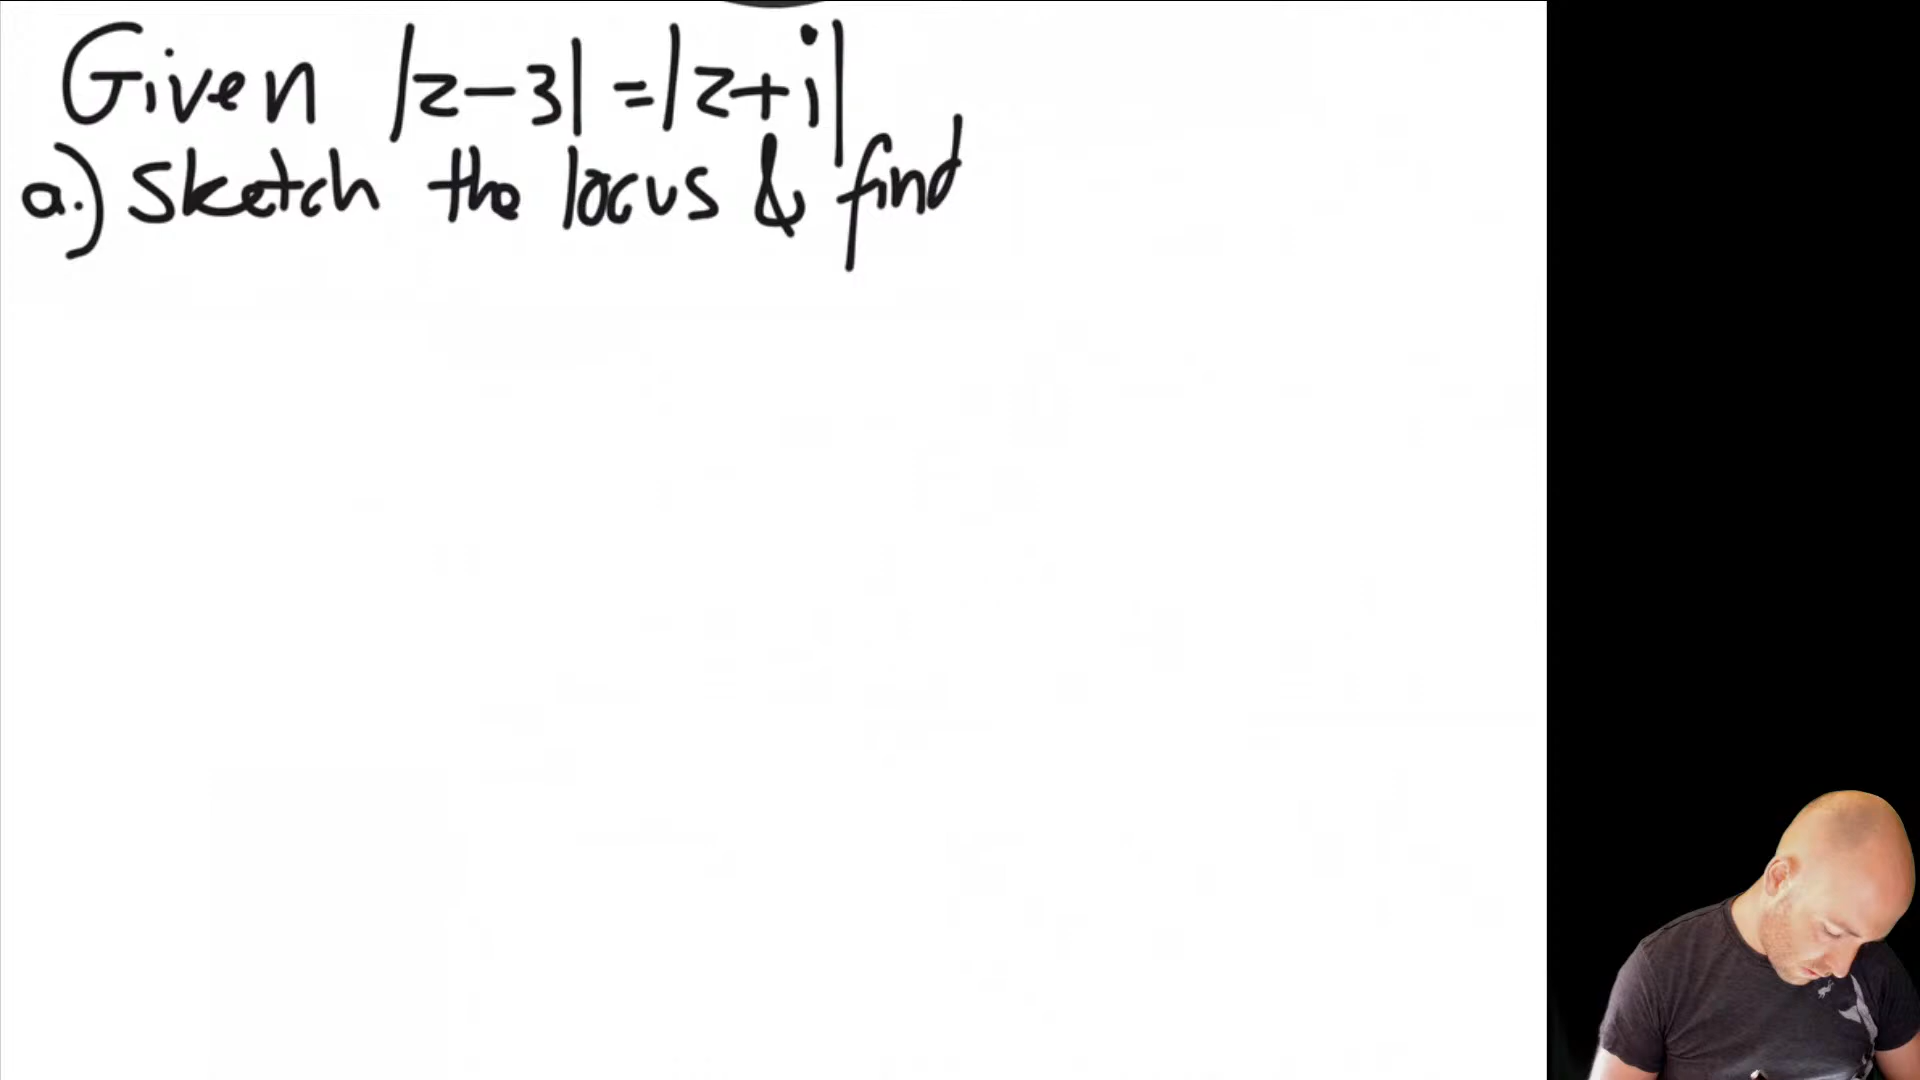 Given |z-3| = |z+i|
a.) Sketch the locus & find